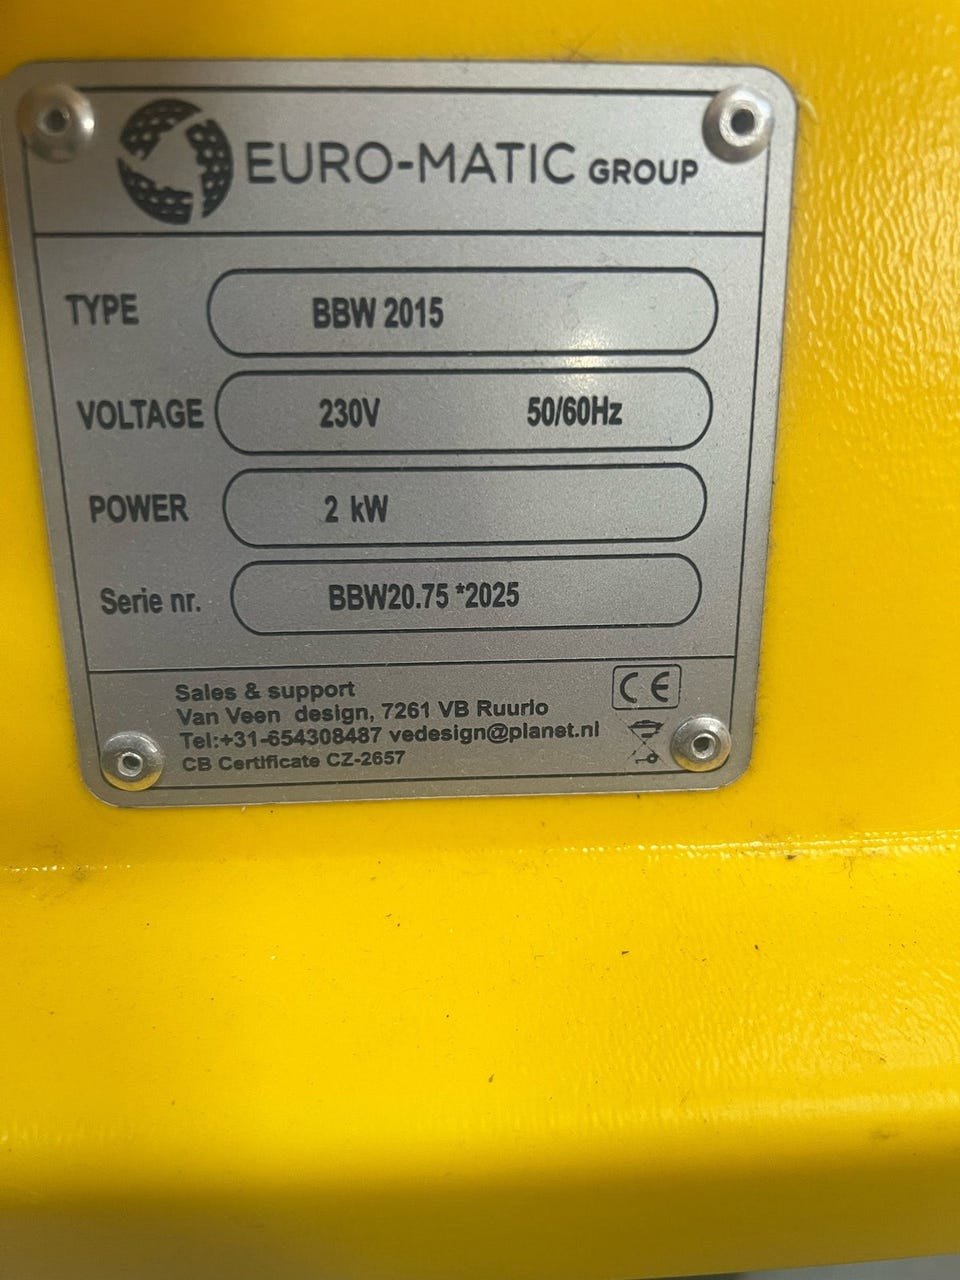 EURO-MATIC GROUP
TYPE BBW 2015
VOLTAGE 230V 50/60Hz
POWER 2 kW
Serie nr. BBW20.75 *2025
Sales & support
Van Veen design, 7261 VB Ruurlo
Tel:+31-654308487 vedesign@planet.nl
CB Certificate CZ-2657
CE